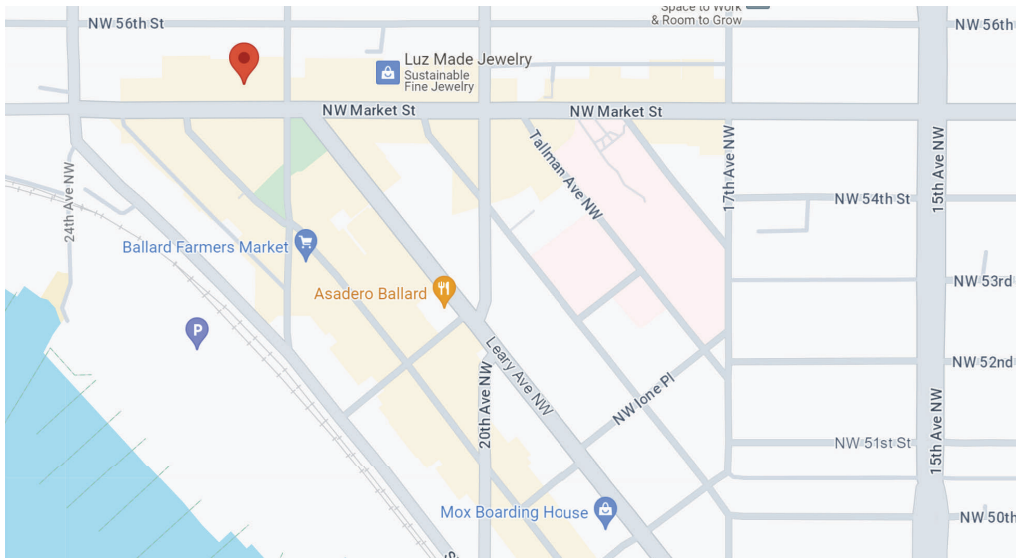 Space to Work
& Room to Grow
NW 56th St
NW 56th
Luz Made Jewelry
Sustainable
Fine Jewelry
NW Market St
NW Market St
Tallman Ave NW
17th Ave NW
15th Ave NW
24th Ave NW
NW 54th St
Ballard Farmers Market
NW 53rd
Asadero Ballard
P
Leary Ave NW
NW 52nd
20th Ave NW
NW Ione Pl
NW 51st St
15th Ave NW
Mox Boarding House
NW 50th